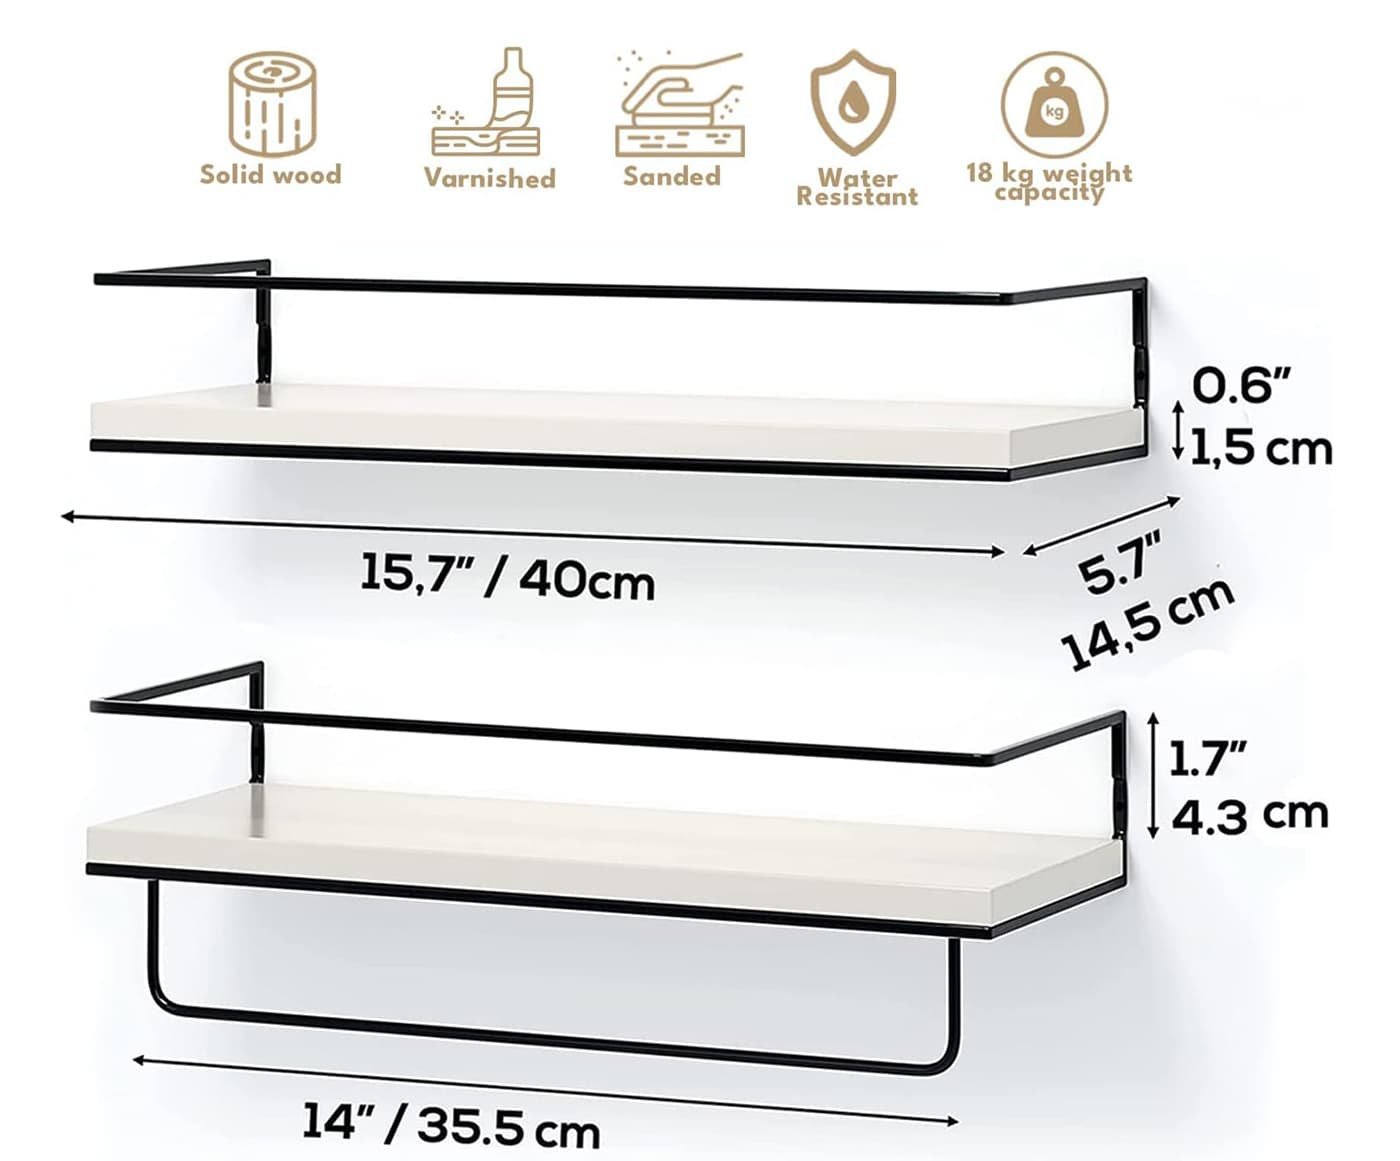 Solid wood
Varnished
Sanded
Water
Resistant
kg
18 kg weight
capacity
0.6"
1,5 cm
15,7" / 40cm
5.7"
14,5 cm
1.7"
4.3 cm
14" / 35.5 cm